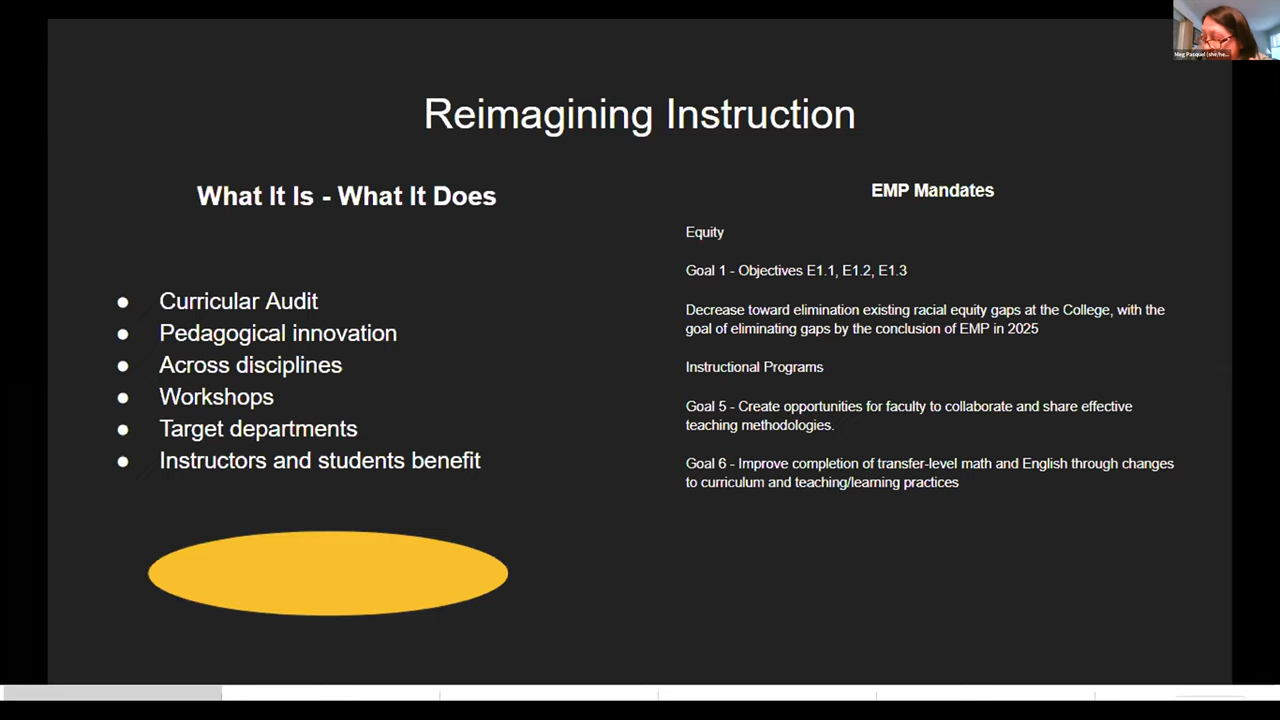 Meg Pasquel (she/he...
Reimagining Instruction
What It Is - What It Does
● Curricular Audit
● Pedagogical innovation
● Across disciplines
● Workshops
● Target departments
● Instructors and students benefit
EMP Mandates
Equity
Goal 1 - Objectives E1.1, E1.2, E1.3
Decrease toward elimination existing racial equity gaps at the College, with the
goal of eliminating gaps by the conclusion of EMP in 2025
Instructional Programs
Goal 5 - Create opportunities for faculty to collaborate and share effective
teaching methodologies.
Goal 6 - Improve completion of transfer-level math and English through changes
to curriculum and teaching/learning practices